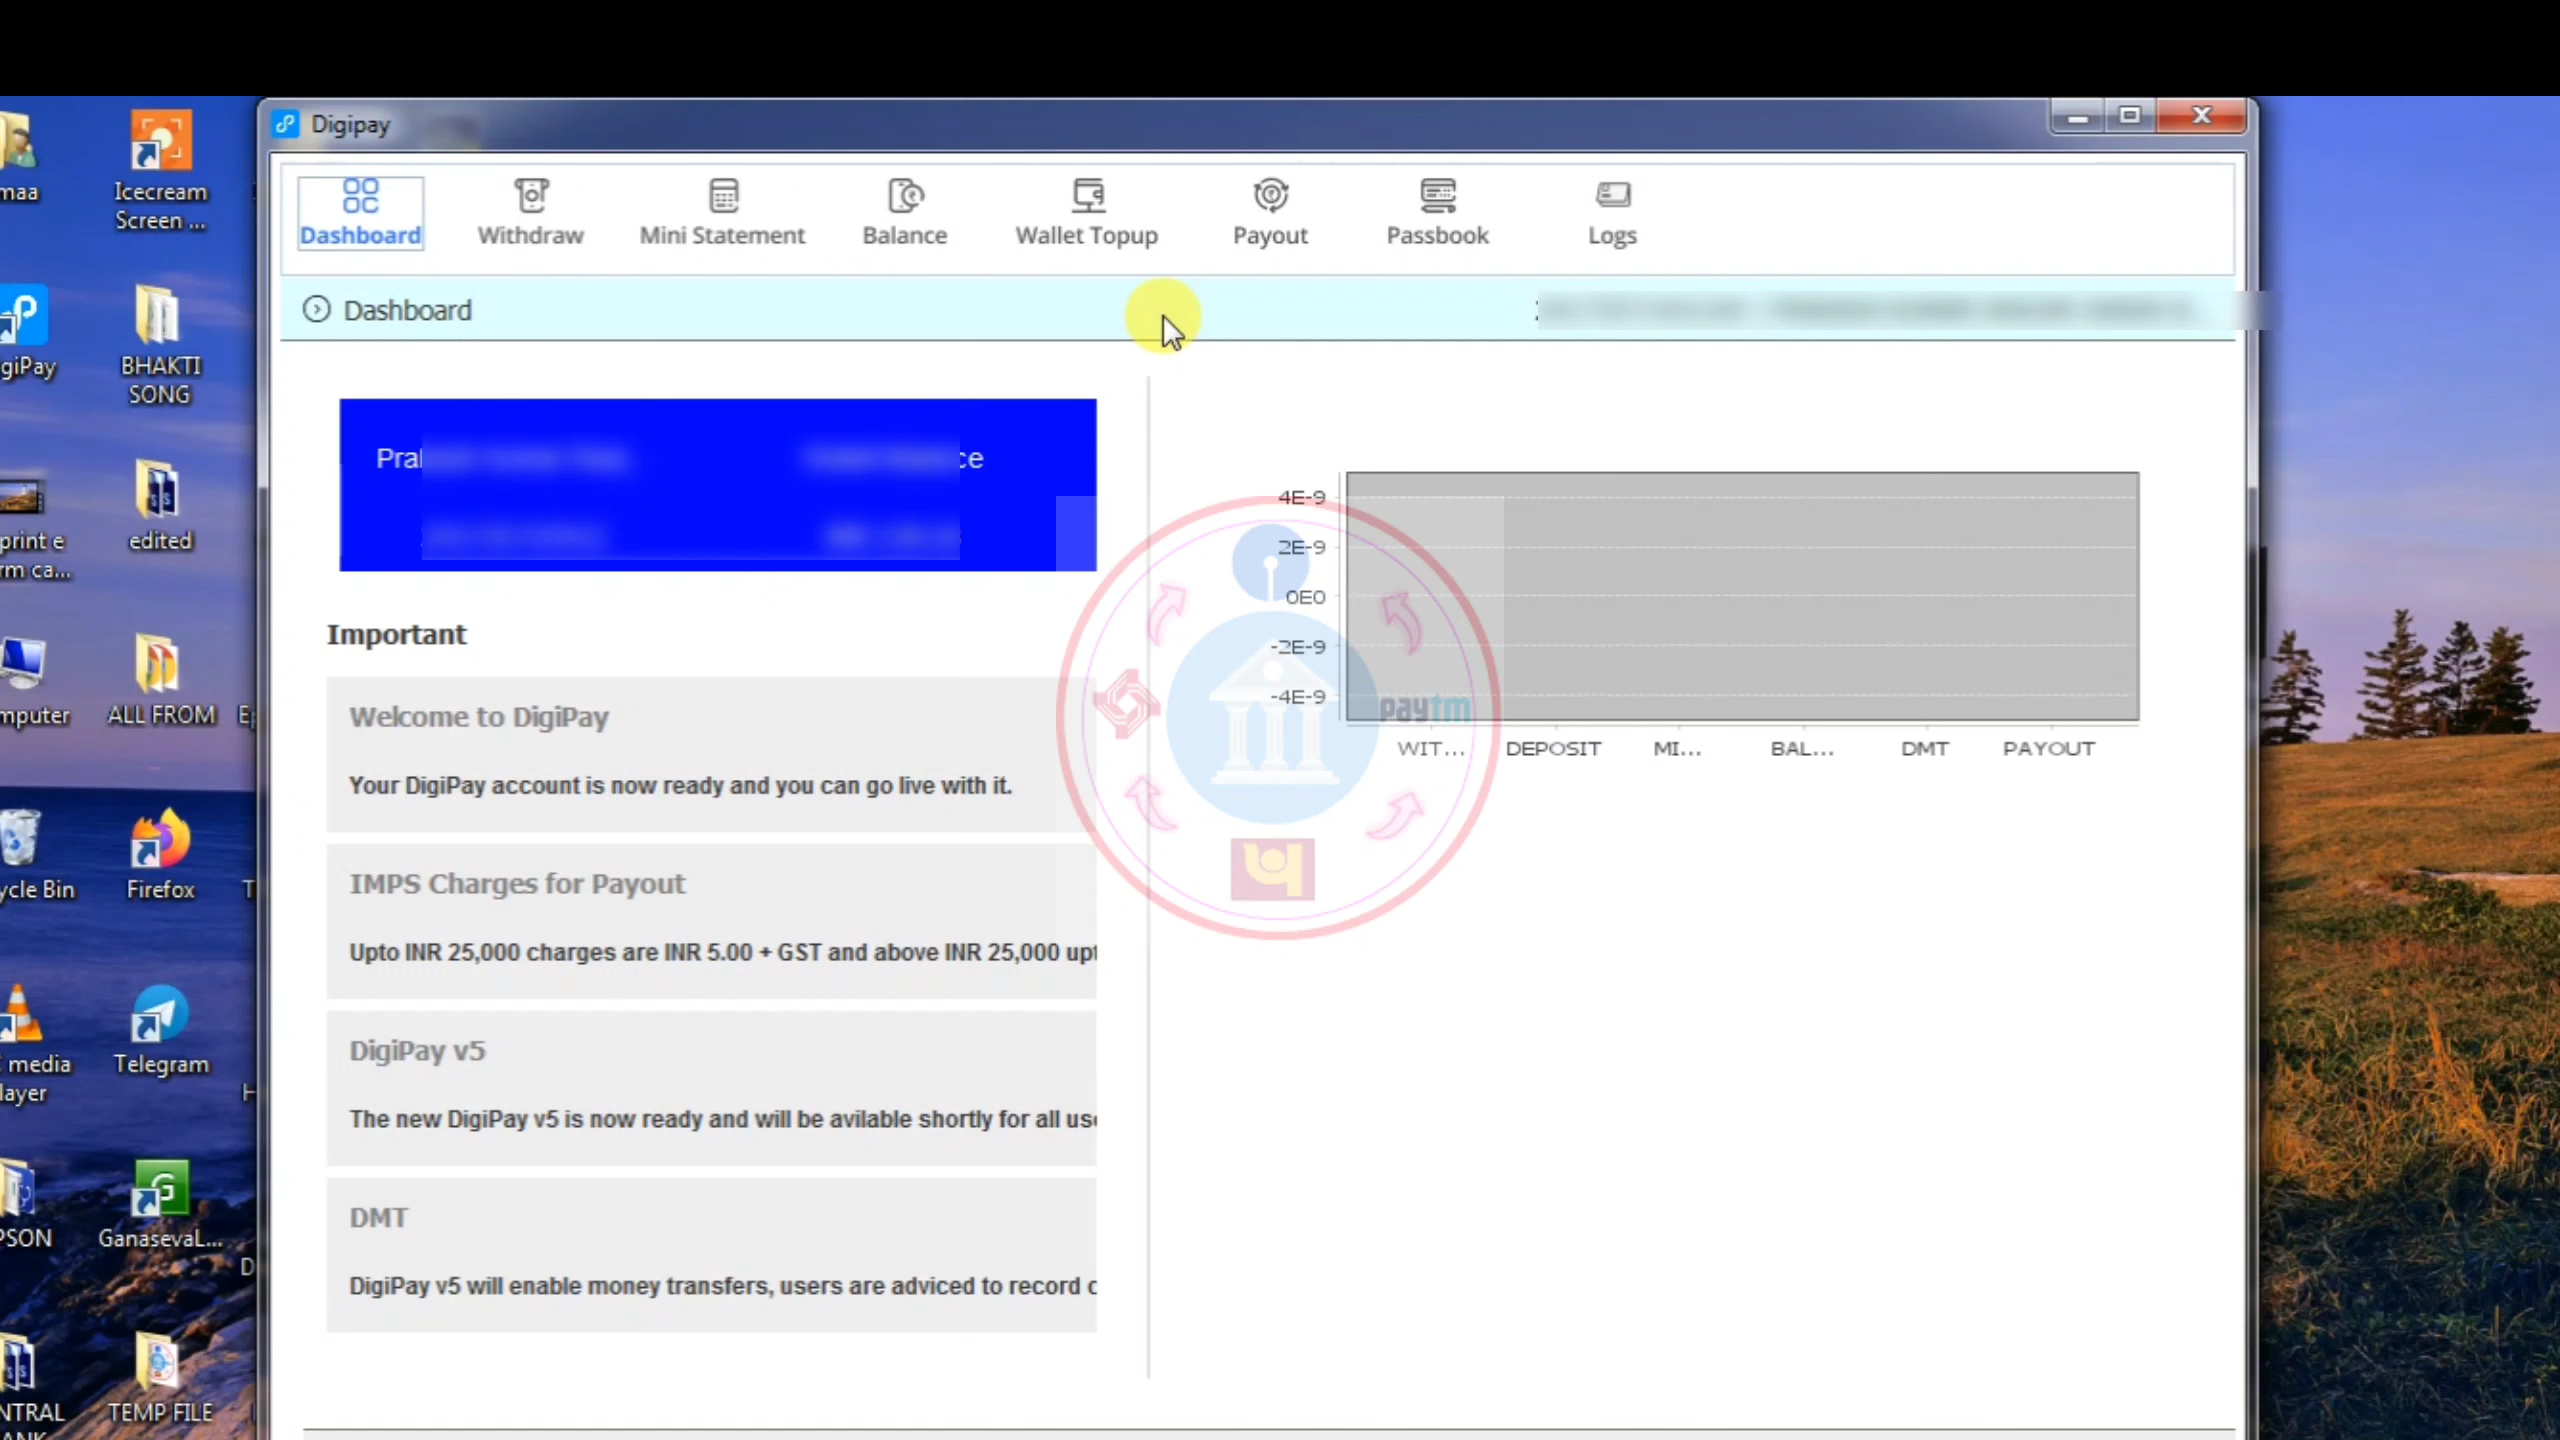 Digipay
Dashboard
Withdraw
Mini Statement
Balance
Wallet Topup
Payout
Passbook
Logs
Dashboard
Important
Welcome to DigiPay
Your DigiPay account is now ready and you can go live with it.
IMPS Charges for Payout
Upto INR 25,000 charges are INR 5.00 + GST and above INR 25,000
DigiPay v5
The new DigiPay v5 is now ready and will be avilable shortly for all
DMT
DigiPay v5 will enable money transfers, users are adviced to record
4E-9
2E-9
0E0
-2E-9
-4E-9
WIT...
DEPOSIT
MI...
BAL...
DMT
PAYOUT
paytm
maa
Icecream
Screen ...
giPay
BHAKTI
SONG
print e
rm ca...
edited
mputer
ALL FROM
ycle Bin
Firefox
media
layer
Telegram
PSON
GanasevaL...
NTRAL
ANK
TEMP FILE